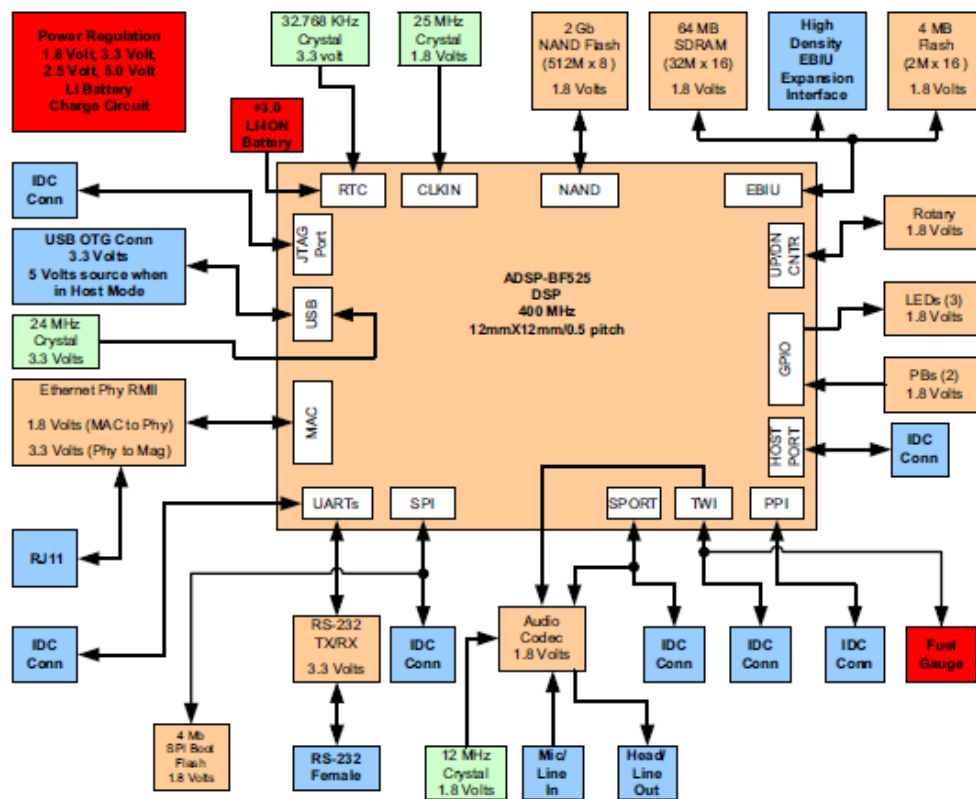 Power Regulation
1.8 Volt, 3.3 Volt,
2.5 Volt, 5.0 Volt
Li Battery
Charge Circuit
32.768 KHz
Crystal
3.3 volt
25 MHz
Crystal
1.8 Volts
2 Gb
NAND Flash
(512M x 8)
1.8 Volts
64 MB
SDRAM
(32M x 16)
1.8 Volts
High
Density
EBIU
Expansion
Interface
4 MB
Flash
(2M x 16)
1.8 Volts
+3.0
LI-ION
Battery
IDC
Conn
RTC
CLKIN
NAND
EBIU
JTAG
Port
UP/DN
CNTR
Rotary
1.8 Volts
USB OTG Conn
3.3 Volts
5 Volts source when
in Host Mode
USB
ADSP-BF525
DSP
400 MHz
12mmX12mm/0.5 pitch
GPIO
LEDs (3)
1.8 Volts
24 MHz
Crystal
3.3 Volts
PBs (2)
1.8 Volts
Ethernet Phy RMII
1.8 Volts (MAC to Phy)
3.3 Volts (Phy to Mag)
MAC
HOST
PORT
IDC
Conn
UARTs
SPI
SPORT
TWI
PPI
RJ11
IDC
Conn
RS-232
TX/RX
3.3 Volts
IDC
Conn
Audio
Codec
1.8 Volts
IDC
Conn
IDC
Conn
IDC
Conn
Fuel
Gauge
4 Mb
SPI Boot
Flash
1.8 Volts
RS-232
Female
12 MHz
Crystal
1.8 Volts
Mic/
Line
In
Head/
Line
Out